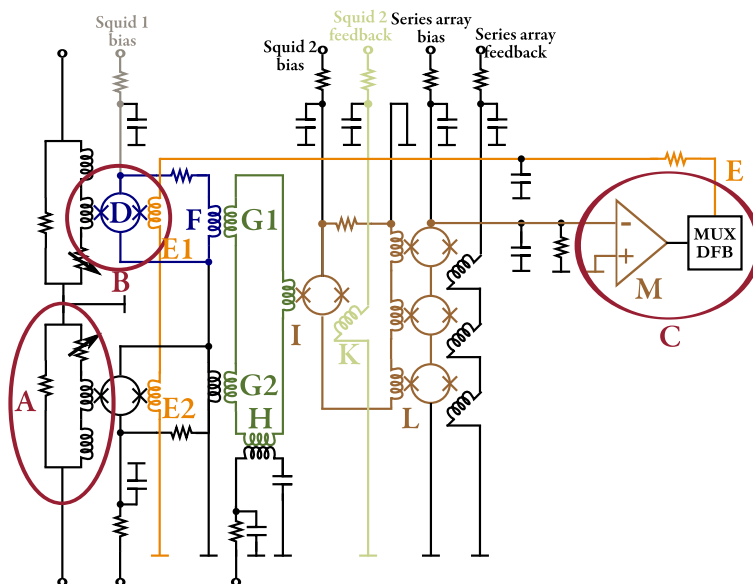 Squid 1
bias
Squid 2
bias
Squid 2
feedback
Series array
bias
Series array
feedback
D
F
G1
E
B
E1
MUX
DFB
-
+
M
I
K
C
A
E2
G2
H
L